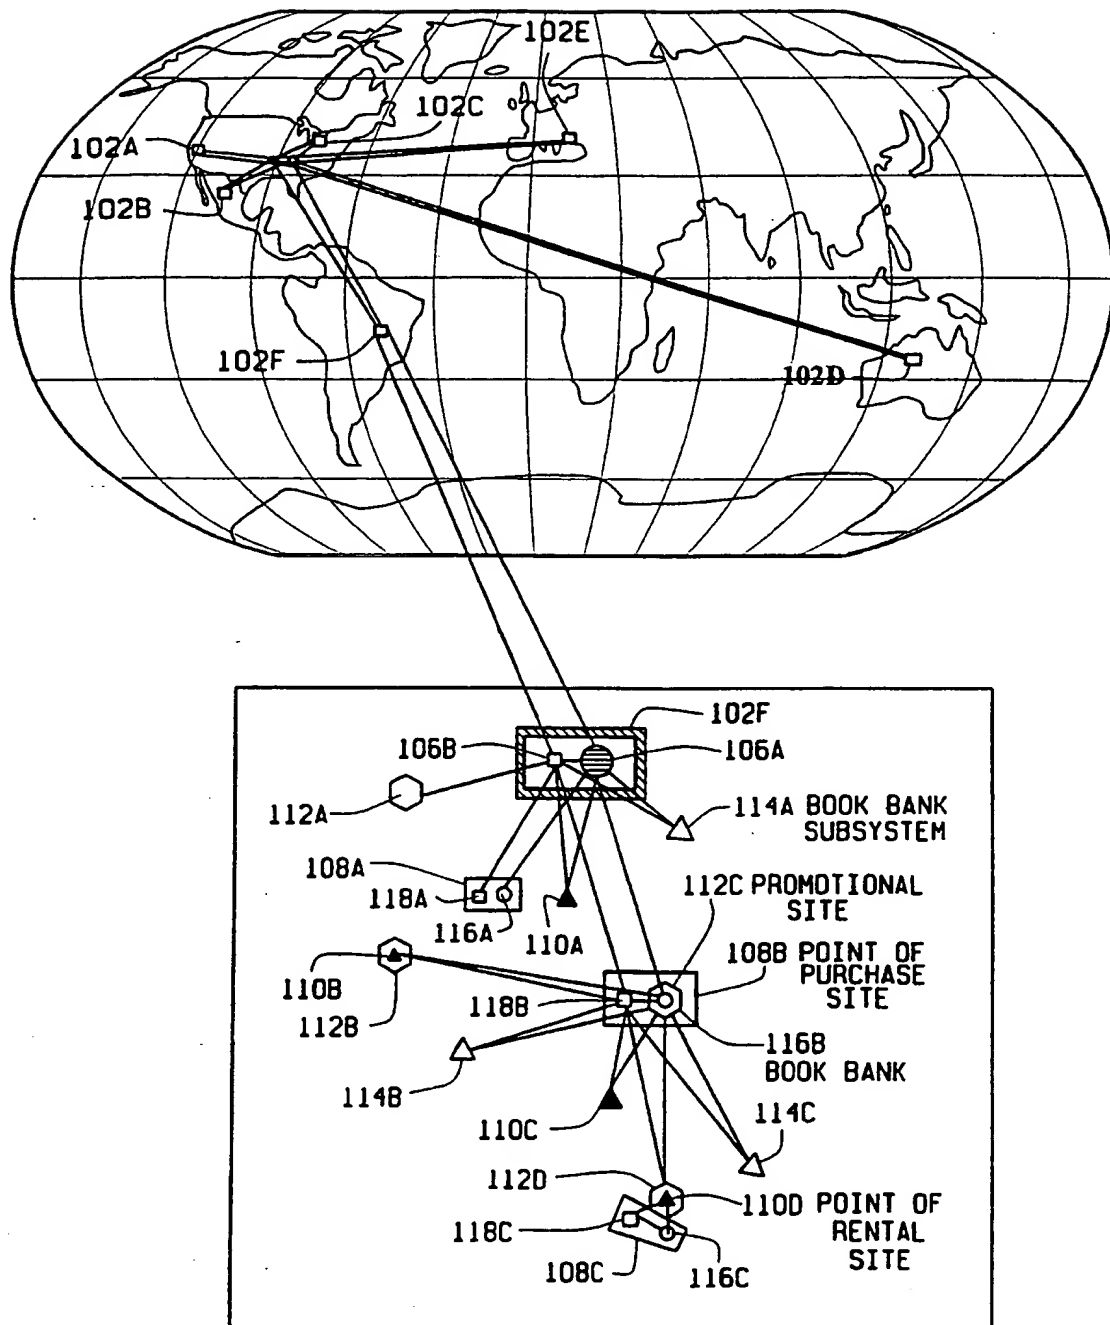 102E
102C
102A
102B
102F
102D
102F
106B
106A
112A
114A BOOK BANK
SUBSYSTEM
108A
118A
116A
110A
112C PROMOTIONAL
SITE
110B
112B
118B
108B POINT OF
PURCHASE
SITE
116B
BOOK BANK
114B
110C
114C
112D
110D POINT OF
RENTAL
SITE
118C
108C
116C